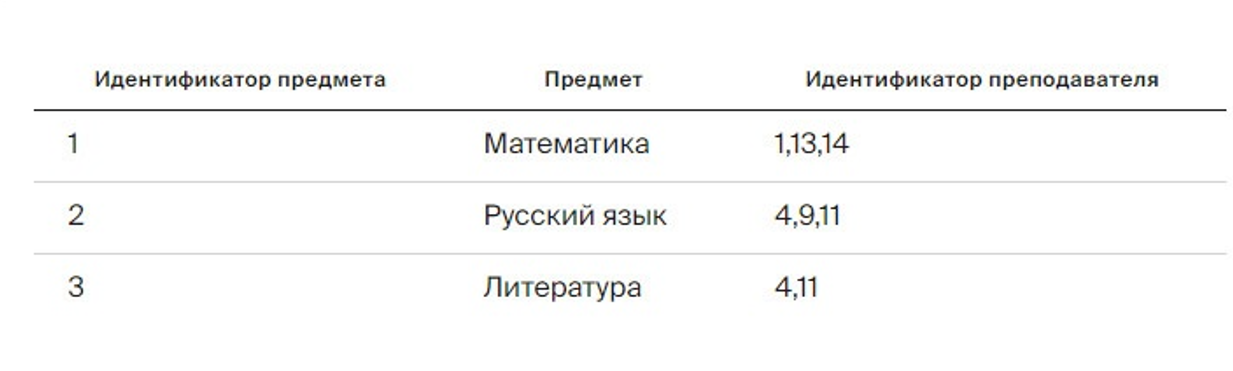 Идентификатор предмета Предмет Идентификатор преподавателя
1 Математика 1,13,14
2 Русский язык 4,9,11
3 Литература 4,11